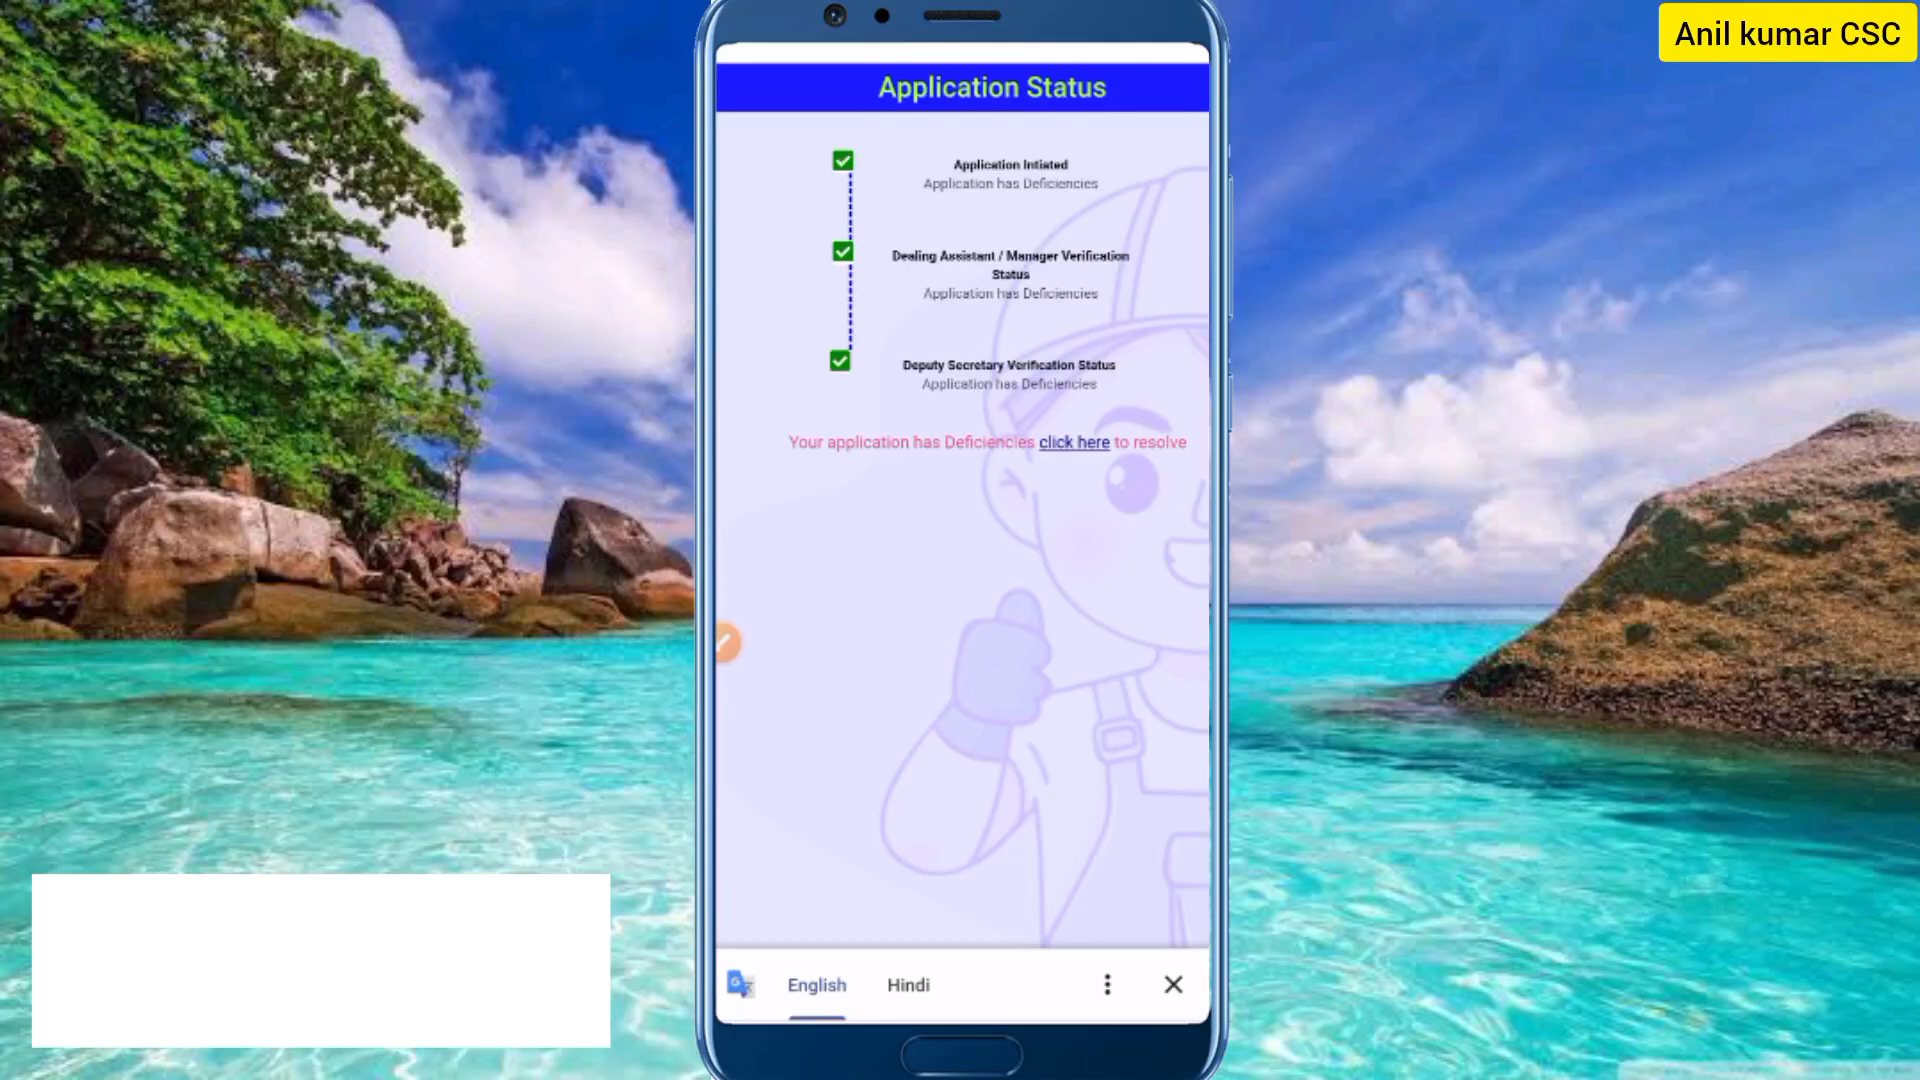 Anil kumar CSC
Application Status
Application Intiated
Application has Deficiencies
Dealing Assistant / Manager Verification
Status
Application has Deficiencies
Deputy Secretary Verification Status
Application has Deficiencies
Your application has Deficiencies click here to resolve
English
Hindi